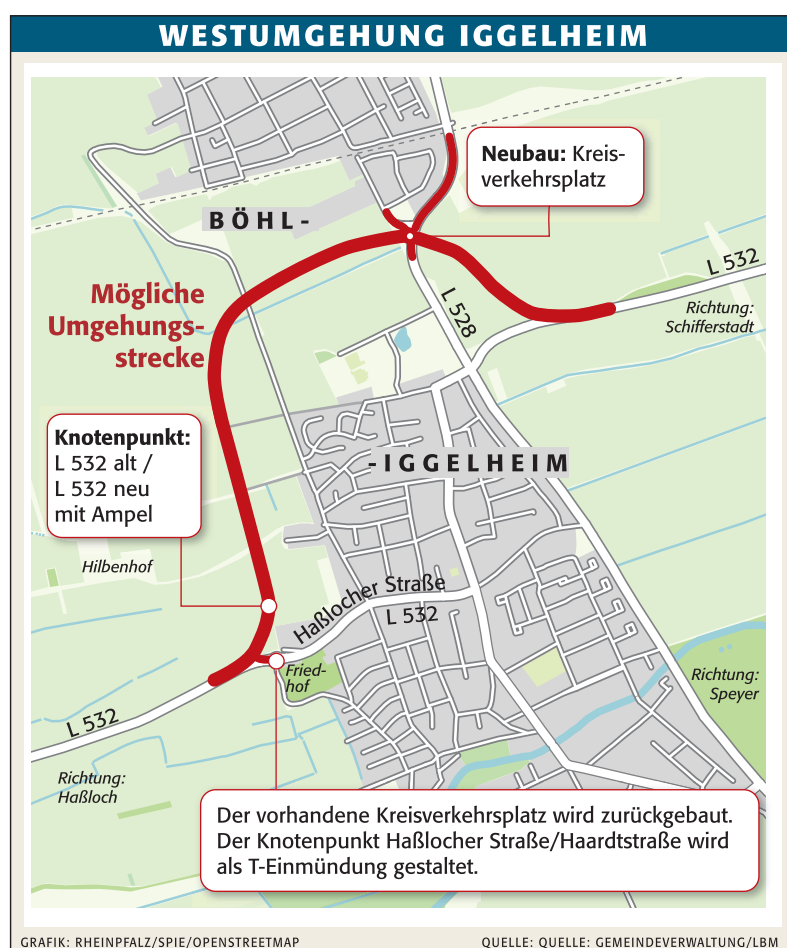 WESTUMGEHUNG IGGELHEIM
Neubau: Kreis-
verkehrsplatz
BÖHL-
L 532
Richtung:
Schifferstadt
Mögliche
Umgehungs-
strecke
L 528
Knotenpunkt:
L 532 alt /
L 532 neu
mit Ampel
-IGGELHEIM
Hilbenhof
Haßlocher Straße
L 532
Fried-
hof
Richtung:
Speyer
L 532
Richtung:
Haßloch
Der vorhandene Kreisverkehrsplatz wird zurückgebaut.
Der Knotenpunkt Haßlocher Straße/Haardtstraße wird
als T-Einmündung gestaltet.
GRAFIK: RHEINPFALZ/SPIE/OPENSTREETMAP
QUELLE: QUELLE: GEMEINDEVERWALTUNG/LBM